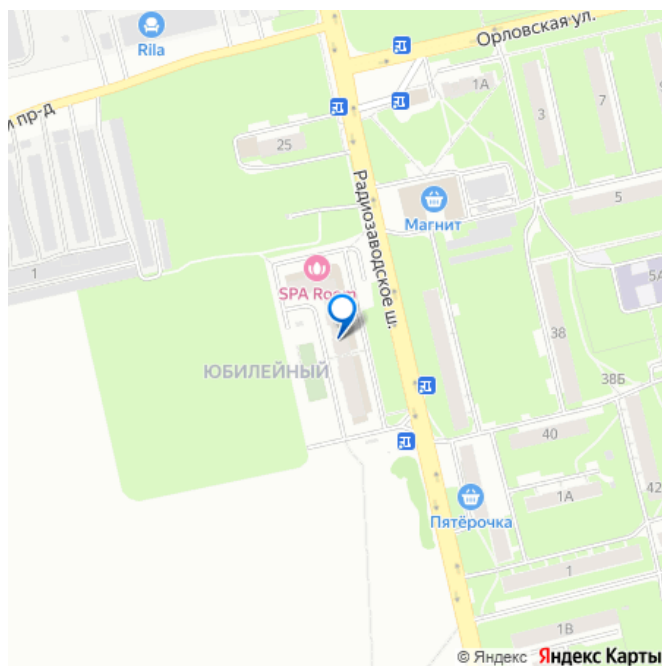 Rila
Орловская ул.
1А
3
7
и пр-д
25
Радиозаводское ш.
Магнит
5
1
5А
SPA Room
38
ЮБИЛЕЙНЫЙ
38Б
40
42
1А
Пятёрочка
1
1В
© Яндекс Яндекс Карты